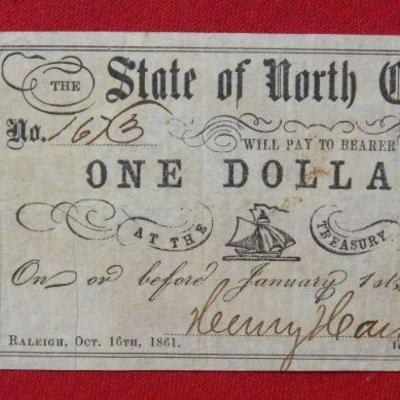 THE State of North C
No. 1673
WILL PAY TO BEARER
ONE DOLLA
AT THE TREASURY
On or before January 1st
Henry
RALEIGH, OCT. 16TH, 1861.